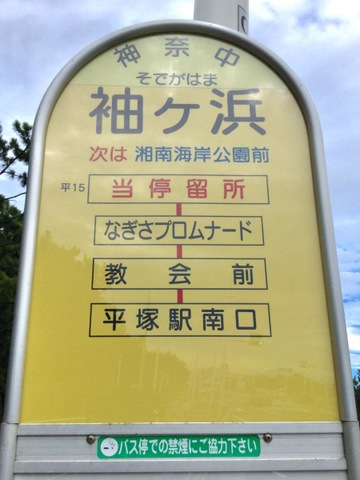 神奈中
そでがはま
袖ヶ浜
次は 湘南海岸公園前
平15 当停留所
なぎさプロムナード
教会前
平塚駅南口
バス停での禁煙にご協力下さい